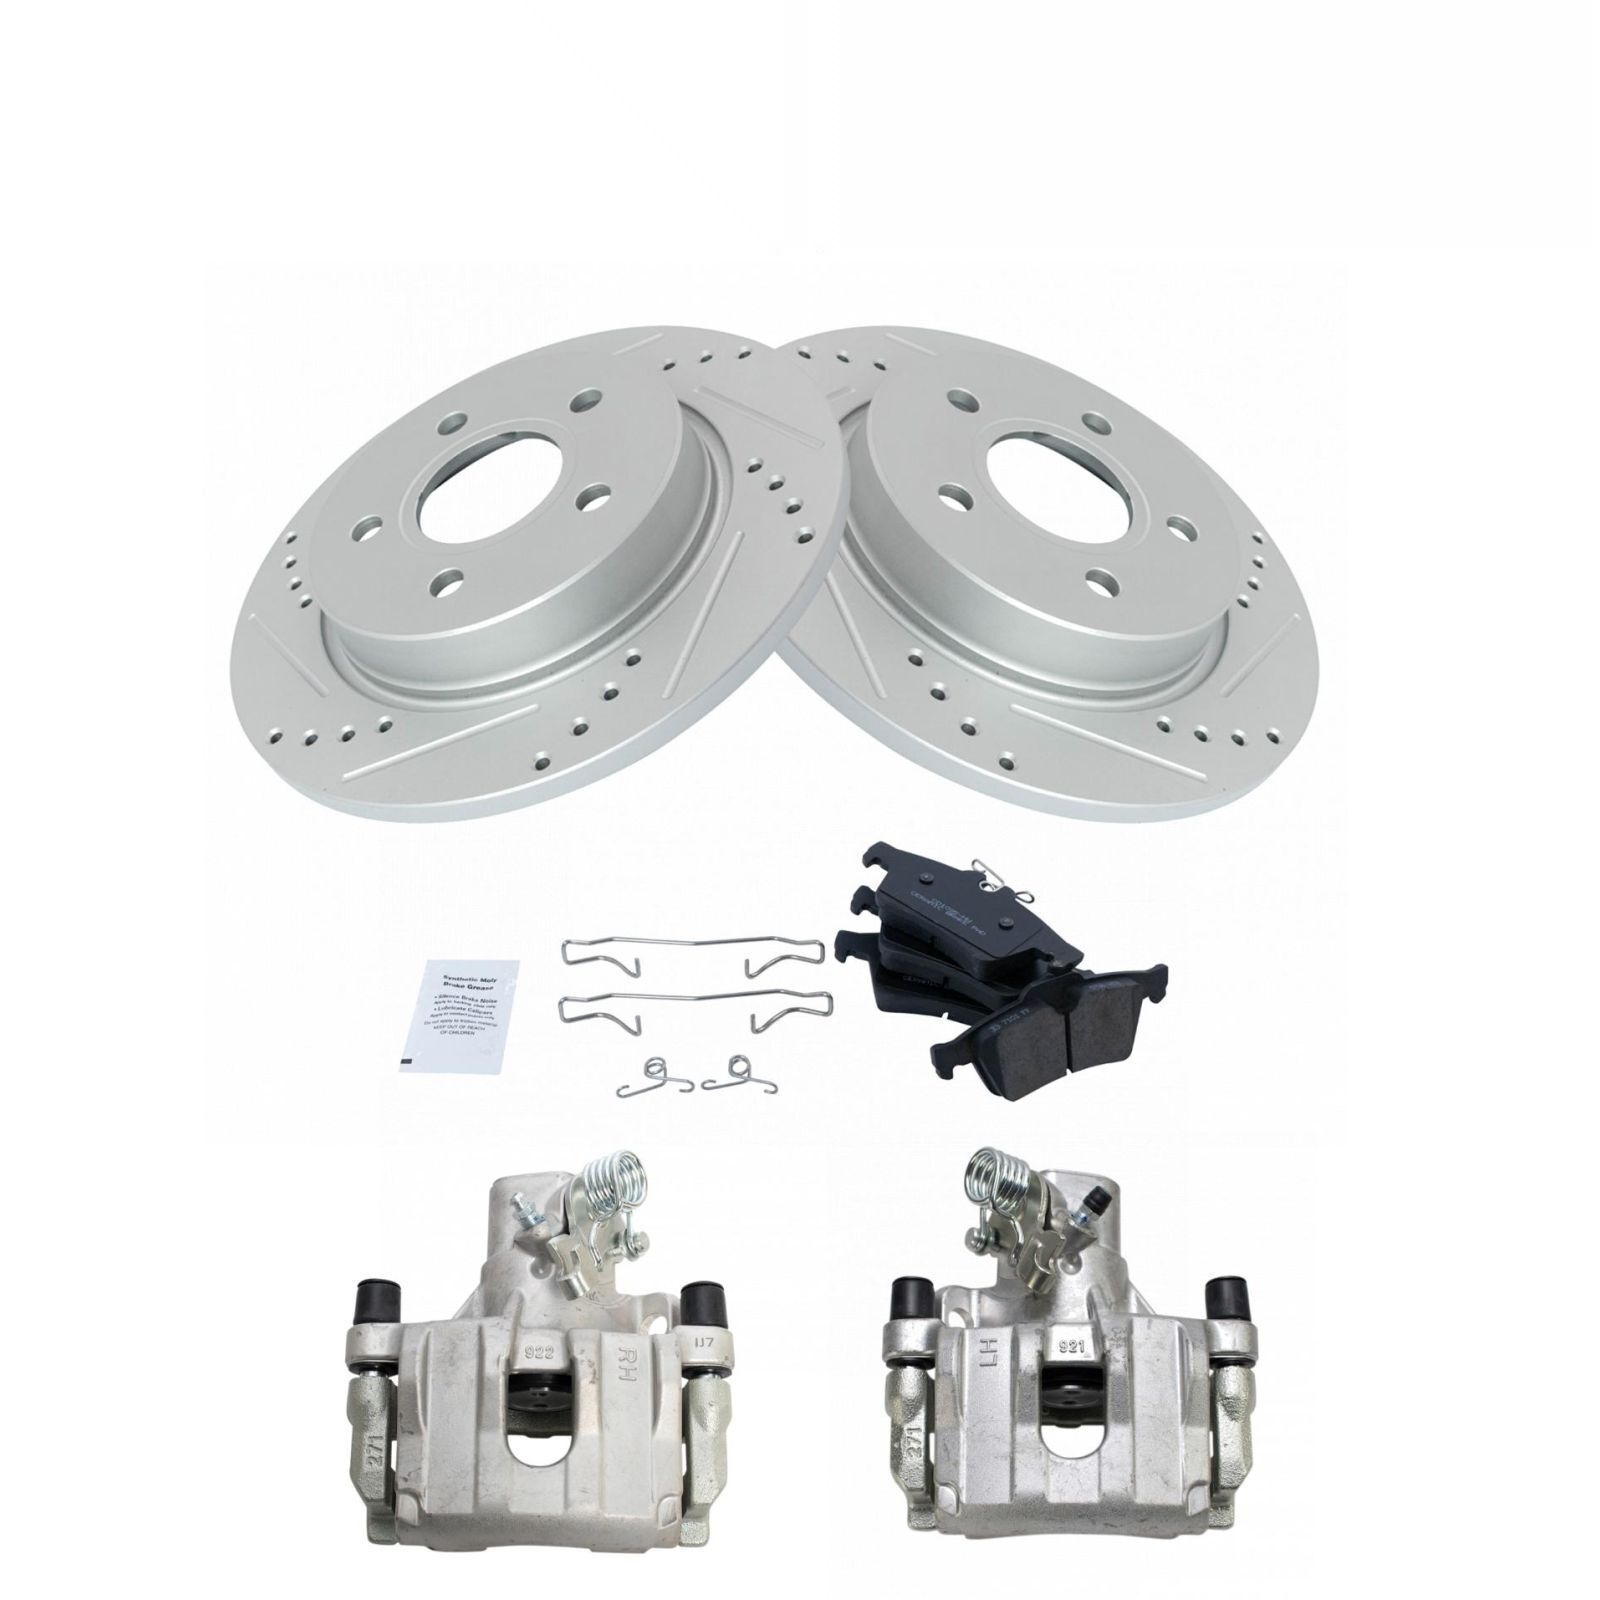 Synthetic Moly
Brake Grease
• Silence Brake Noise
Apply to backing plate only
• Lubricate Calipers
Apply to contact points only
Do not apply to friction material
KEEP OUT OF REACH
OF CHILDREN
922
RH
IJ7
271
LH
921
271